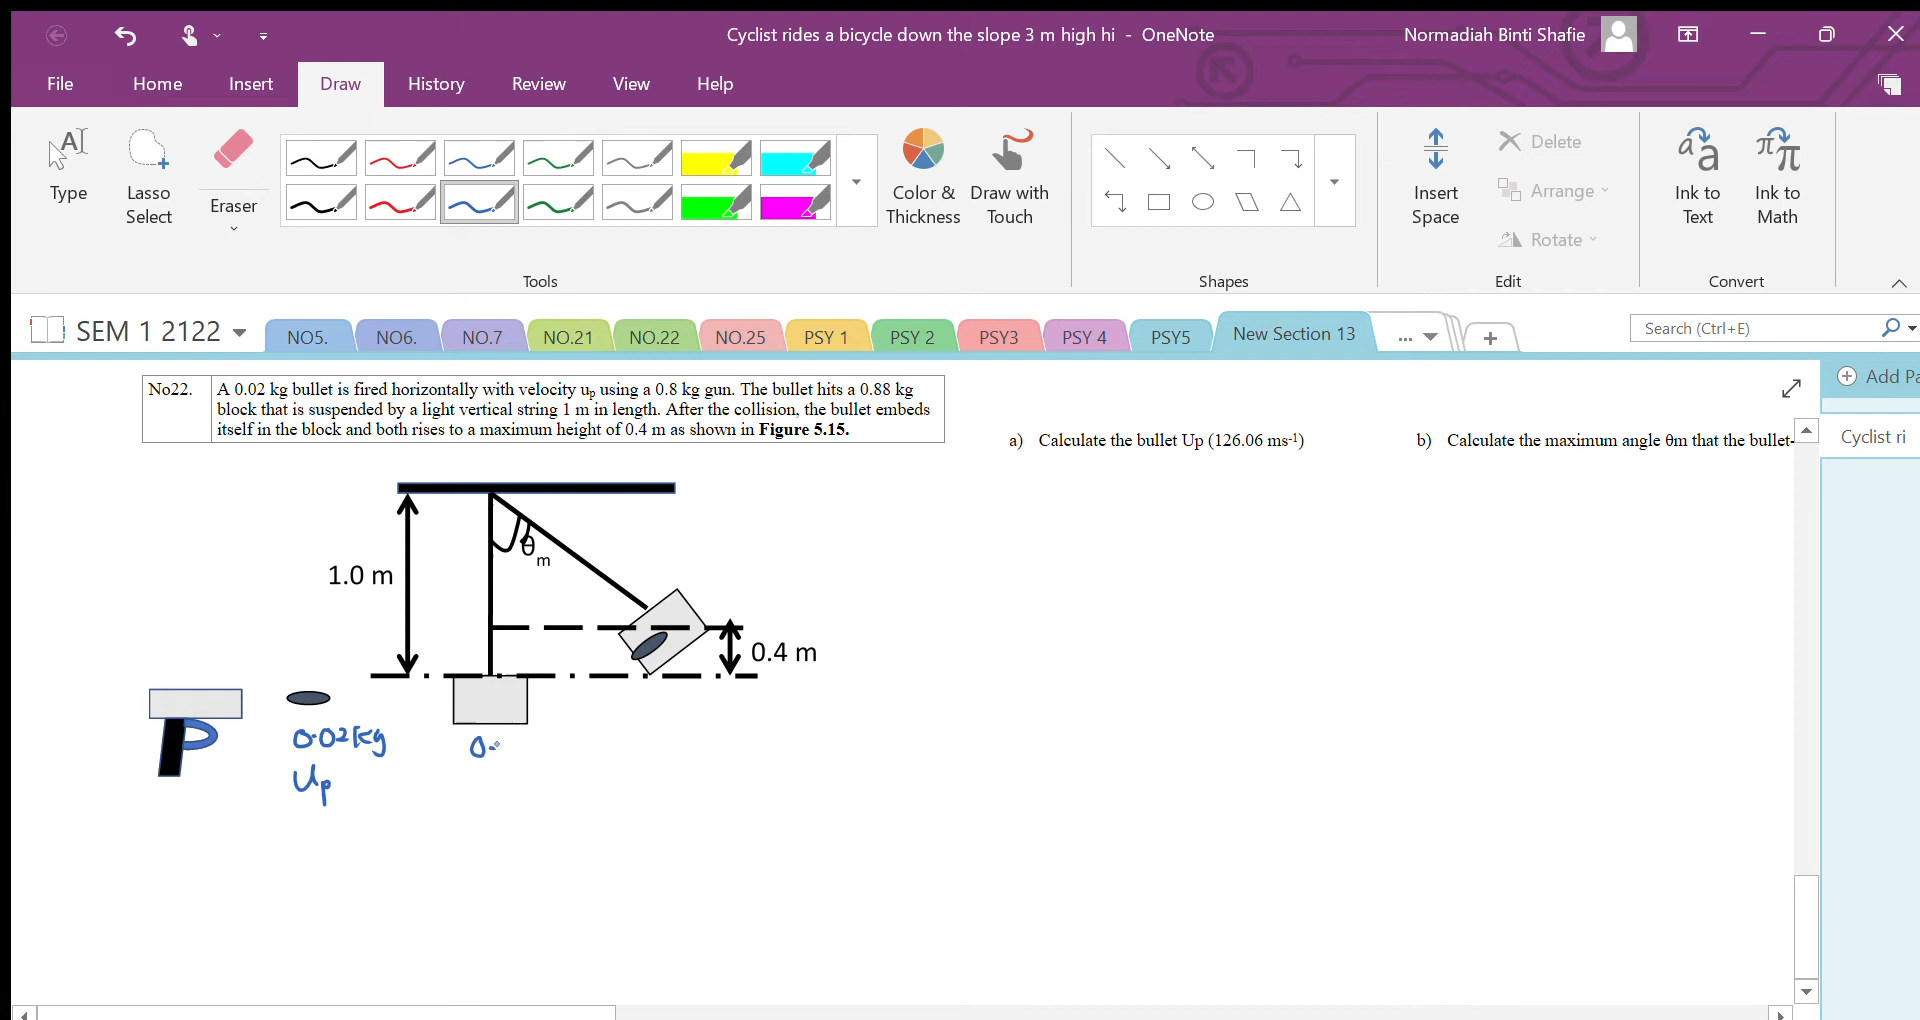 Cyclist rides a bicycle down the slope 3 m high hi - OneNote
Normadiah Binti Shafie
File Home Insert Draw History Review View Help
Type
Lasso Select
Eraser
Color & Thickness
Draw with Touch
Insert Space
Delete
Arrange
Rotate
Ink to Text
Ink to Math
Tools
Shapes
Edit
Convert
SEM 1 2122
NO5. NO6. NO.7 NO.21 NO.22 NO.25 PSY 1 PSY 2 PSY3 PSY 4 PSY5 New Section 13 ...
Search (Ctrl+E)
Add Pa
Cyclist ri
No22.
A 0.02 kg bullet is fired horizontally with velocity up using a 0.8 kg gun. The bullet hits a 0.88 kg
block that is suspended by a light vertical string 1 m in length. After the collision, the bullet embeds
itself in the block and both rises to a maximum height of 0.4 m as shown in Figure 5.15.
a) Calculate the bullet Up (126.06 ms-1)
b) Calculate the maximum angle θm that the bullet-
θm
1.0 m
0.4 m
0.02kg
Up
0.